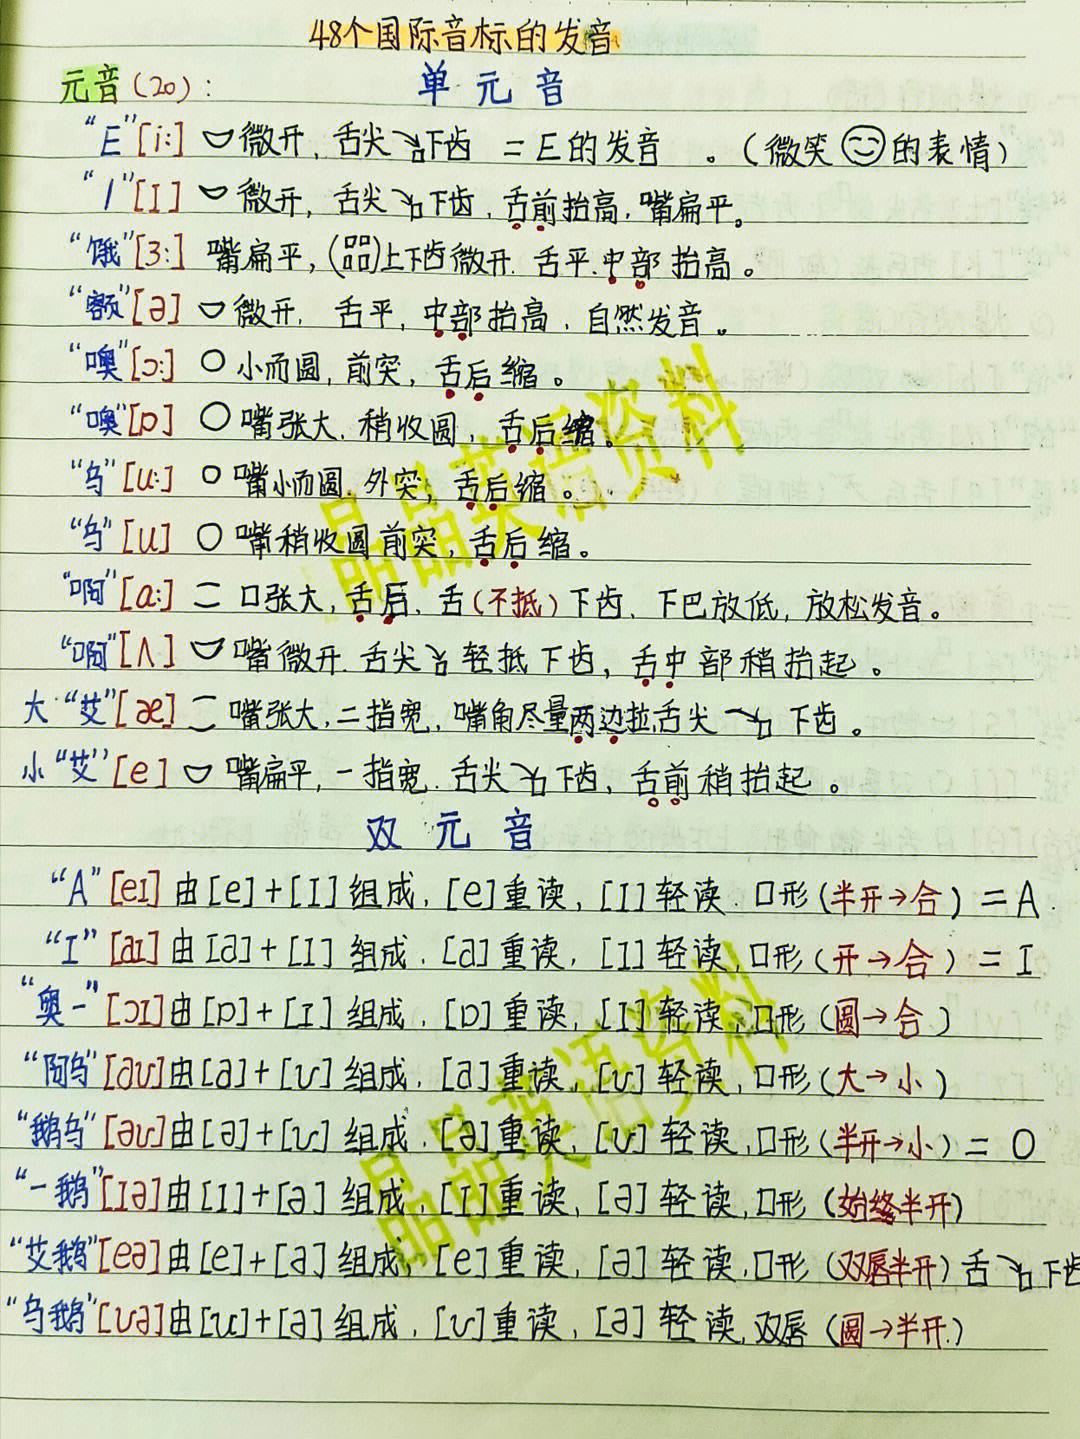 48个国际音标的发音
元音(20): 单元音
“E”[i:] 微开,舌尖↘下齿 =E的发音 。(微笑的表情)
“I”[I] 微开,舌尖↘下齿,舌前抬高,嘴扁平。
“饿”[3:] 嘴扁平,(品)上下齿微开.舌平.中部抬高。
“额”[ə] 微开,舌平,中部抬高,自然发音。
“噢”[ɔ:] 小而圆,前突,舌后缩。
“噢”[ɒ] 嘴张大.稍收圆,舌后缩。
“乌”[u:] 嘴小而圆.外突,舌后缩。
“乌”[u] 嘴稍收圆前突,舌后缩。
“啊”[a:] 口张大,舌后.舌(不抵)下齿.下巴放低,放松发音。
“啊”[ʌ] 嘴微开.舌尖↘轻抵下齿,舌中部稍抬起。
大“艾”[æ] 嘴张大,二指宽,嘴角尽量两边拉,舌尖↘下齿。
小“艾”[e] 嘴扁平,一指宽.舌尖↘下齿,舌前稍抬起。
双元音
“A”[eI]由[e]+[I]组成,[e]重读,[I]轻读,口形(半开→合)=A
“I”[aI]由[a]+[I]组成.[a]重读,[I]轻读,口形(开→合)=I
“奥一”[ɔI]由[ɒ]+[I]组成,[ɒ]重读,[I]轻读,口形(圆→合)
“阿乌”[aʊ]由[a]+[ʊ]组成.[a]重读,[ʊ]轻读,口形(大→小)
“鹅乌”[əʊ]由[ə]+[ʊ]组成.[ə]重读,[ʊ]轻读,口形(半开→小)=O
“一鹅”[Iə]由[I]+[ə]组成.[I]重读,[ə]轻读,口形(始终半开)
“艾鹅”[eə]由[e]+[ə]组成,[e]重读,[ə]轻读,口形(双唇半开)舌↘下齿
“乌鹅”[ʊə]由[u]+[ə]组成,[ʊ]重读,[ə]轻读,双唇(圆→半开)
晶晶英语资料
晶晶英语资料